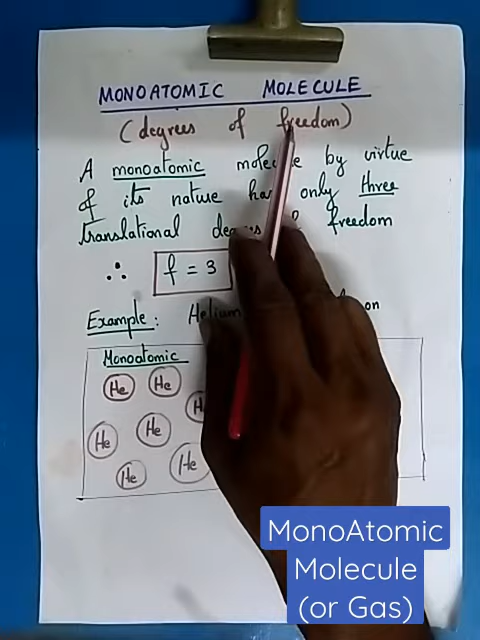 MONOATOMIC MOLECULE
(degrees of freedom)
A monoatomic molecule by virtue
of its nature has only three
translational degrees of freedom
∴ f = 3
Example: Helium
Monoatomic
He He
He He
He He
MonoAtomic
Molecule
(or Gas)